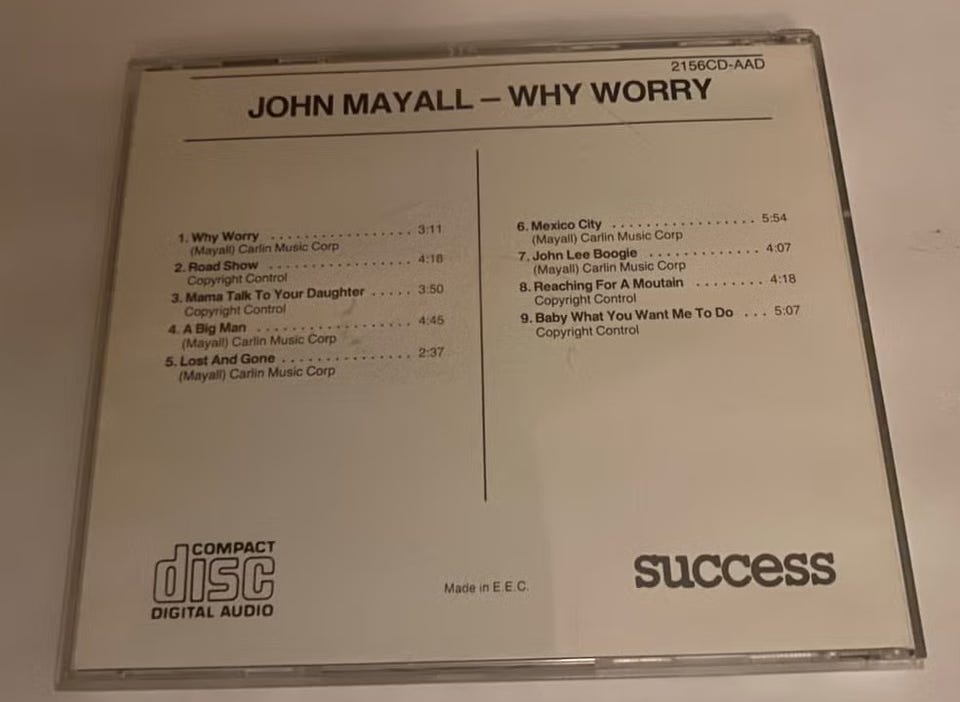 2156CD-AAD
JOHN MAYALL – WHY WORRY
1. Why Worry . . . . . . . . . . . . . . . . . 3:11
(Mayall) Carlin Music Corp
2. Road Show . . . . . . . . . . . . . . . . . 4:18
Copyright Control
3. Mama Talk To Your Daughter . . . . . 3:50
Copyright Control
4. A Big Man . . . . . . . . . . . . . . . . . . 4:45
(Mayall) Carlin Music Corp
5. Lost And Gone . . . . . . . . . . . . . . . 2:37
(Mayall) Carlin Music Corp
6. Mexico City . . . . . . . . . . . . . . . . . 5:54
(Mayall) Carlin Music Corp
7. John Lee Boogie . . . . . . . . . . . . . 4:07
(Mayall) Carlin Music Corp
8. Reaching For A Moutain . . . . . . . . 4:18
Copyright Control
9. Baby What You Want Me To Do . . . 5:07
Copyright Control
COMPACT
disc
DIGITAL AUDIO
Made in E.E.C.
success